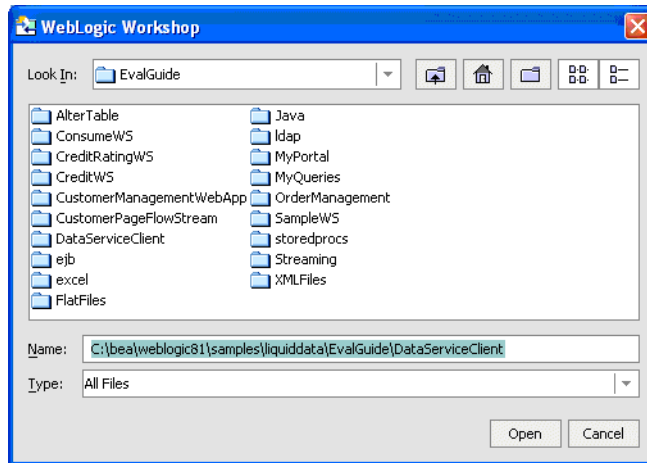 WebLogic Workshop
Look In: EvalGuide
AlterTable
ConsumeWS
CreditRatingWS
CreditWS
CustomerManagementWebApp
CustomerPageFlowStream
DataServiceClient
ejb
excel
FlatFiles
Java
ldap
MyPortal
MyQueries
OrderManagement
SampleWS
storedprocs
Streaming
XMLFiles
Name: C:\bea\weblogic81\samples\liquiddata\EvalGuide\DataServiceClient
Type: All Files
Open Cancel